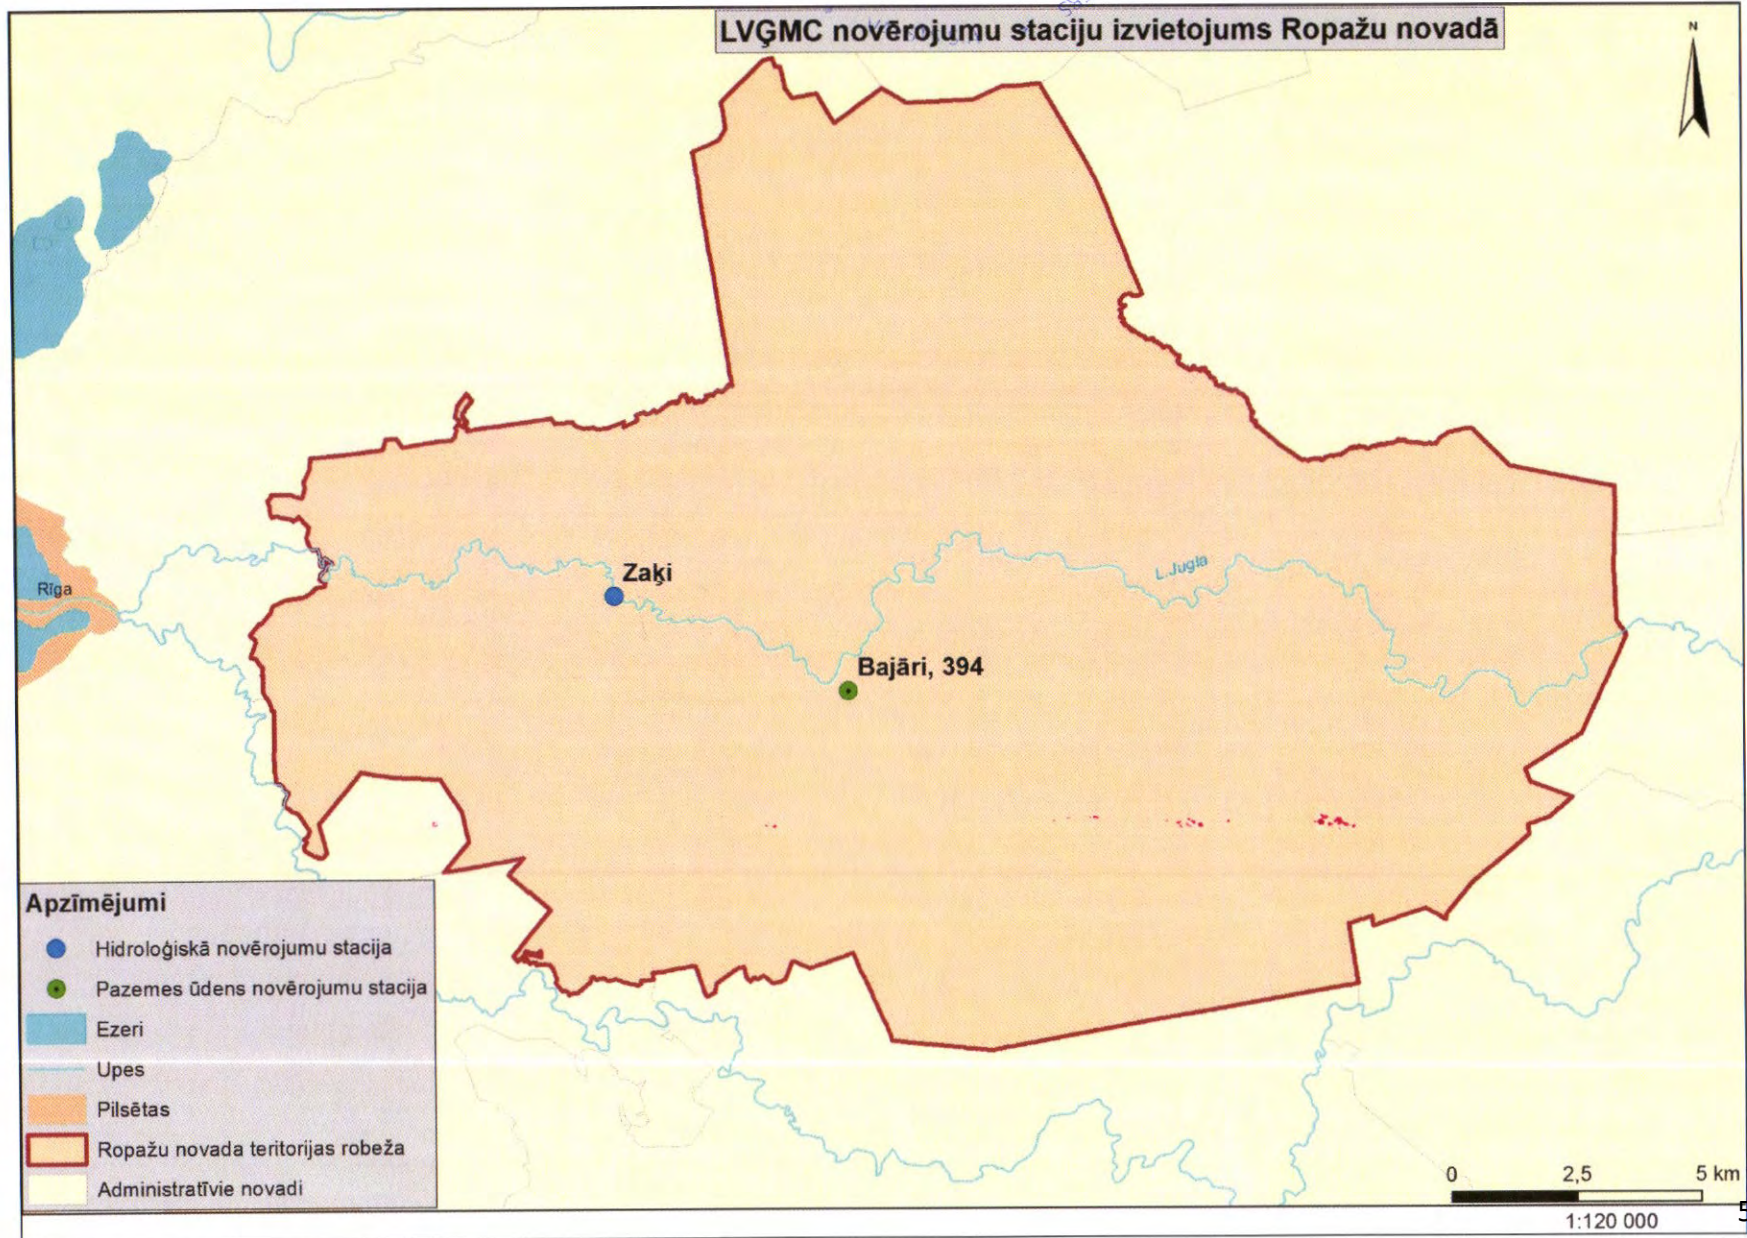 LVĢMC novērojumu staciju izvietojums Ropažu novadā
N
Rīga
Zaķi
L.Jugla
Bajāri, 394
Apzīmējumi
Hidroloģiskā novērojumu stacija
Pazemes ūdens novērojumu stacija
Ezeri
Upes
Pilsētas
Ropažu novada teritorijas robeža
Administratīvie novadi
0 2,5 5 km
1:120 000
5